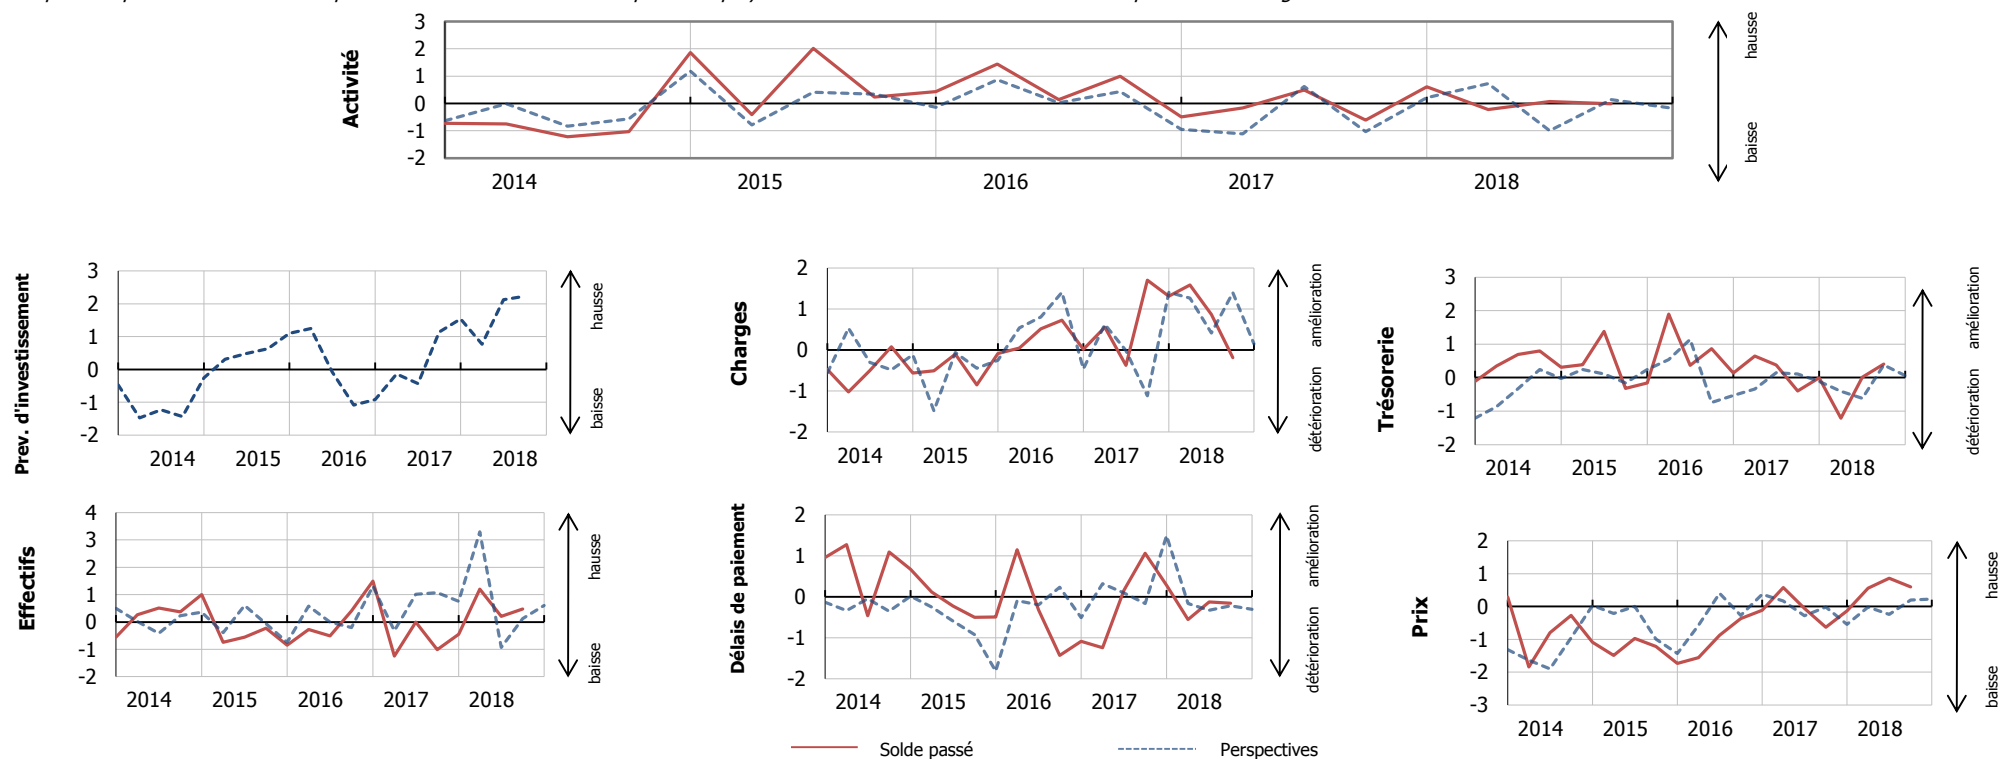 Activité
3
2
1
0
-1
-2
2014 2015 2016 2017 2018
hausse
baisse
Prev. d'investissement
3
2
1
0
-1
-2
2014 2015 2016 2017 2018
hausse
baisse
Charges
2
1
0
-1
-2
2014 2015 2016 2017 2018
amélioration
détérioration
Trésorerie
3
2
1
0
-1
-2
2014 2015 2016 2017 2018
amélioration
détérioration
Effectifs
4
3
2
1
0
-1
-2
2014 2015 2016 2017 2018
hausse
baisse
Délais de paiement
2
1
0
-1
-2
2014 2015 2016 2017 2018
amélioration
détérioration
Prix
2
1
0
-1
-2
-3
2014 2015 2016 2017 2018
hausse
baisse
Solde passé Perspectives